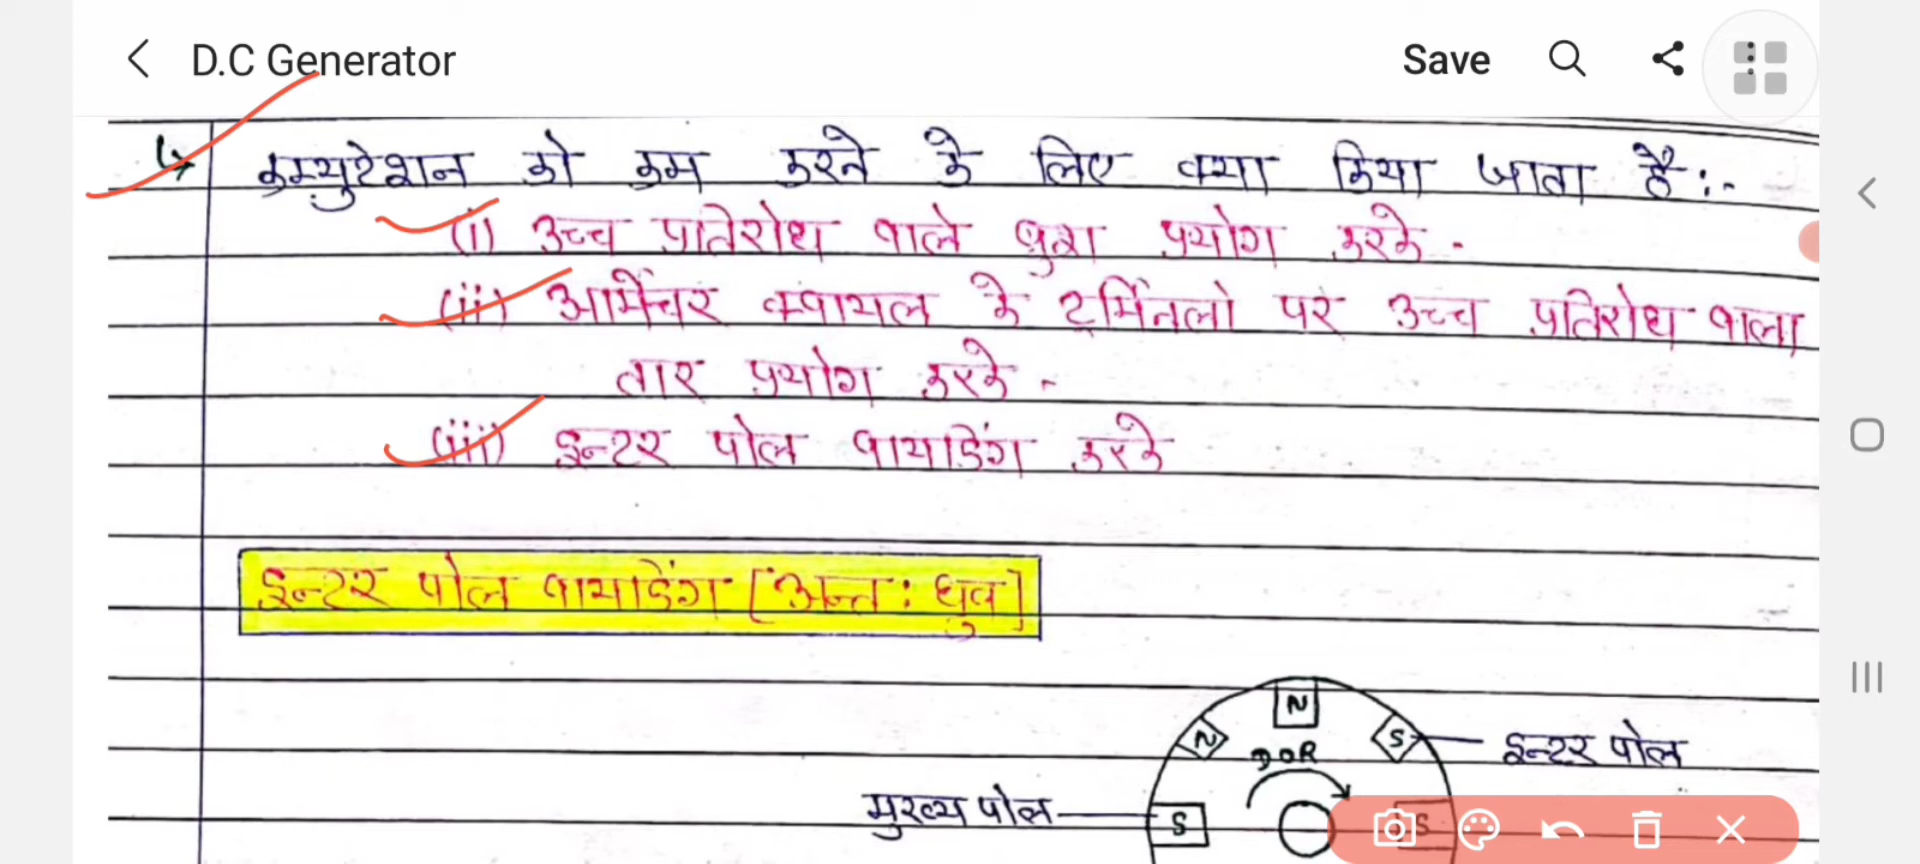 D.C Generator Save
कम्युटेशन को कम करने के लिए क्या किया जाता है :-
(i) उच्च प्रतिरोध वाले ब्रुश प्रयोग करके -
(ii) आर्मेचर क्वायल के टर्मिनलो पर उच्च प्रतिरोध वाला
तार प्रयोग करके -
(iii) इन्टर पोल वायडिंग करके
इन्टर पोल वायडिंग [अन्त : ध्रुव]
N
N DOR S इन्टर पोल
मुख्य पोल S S